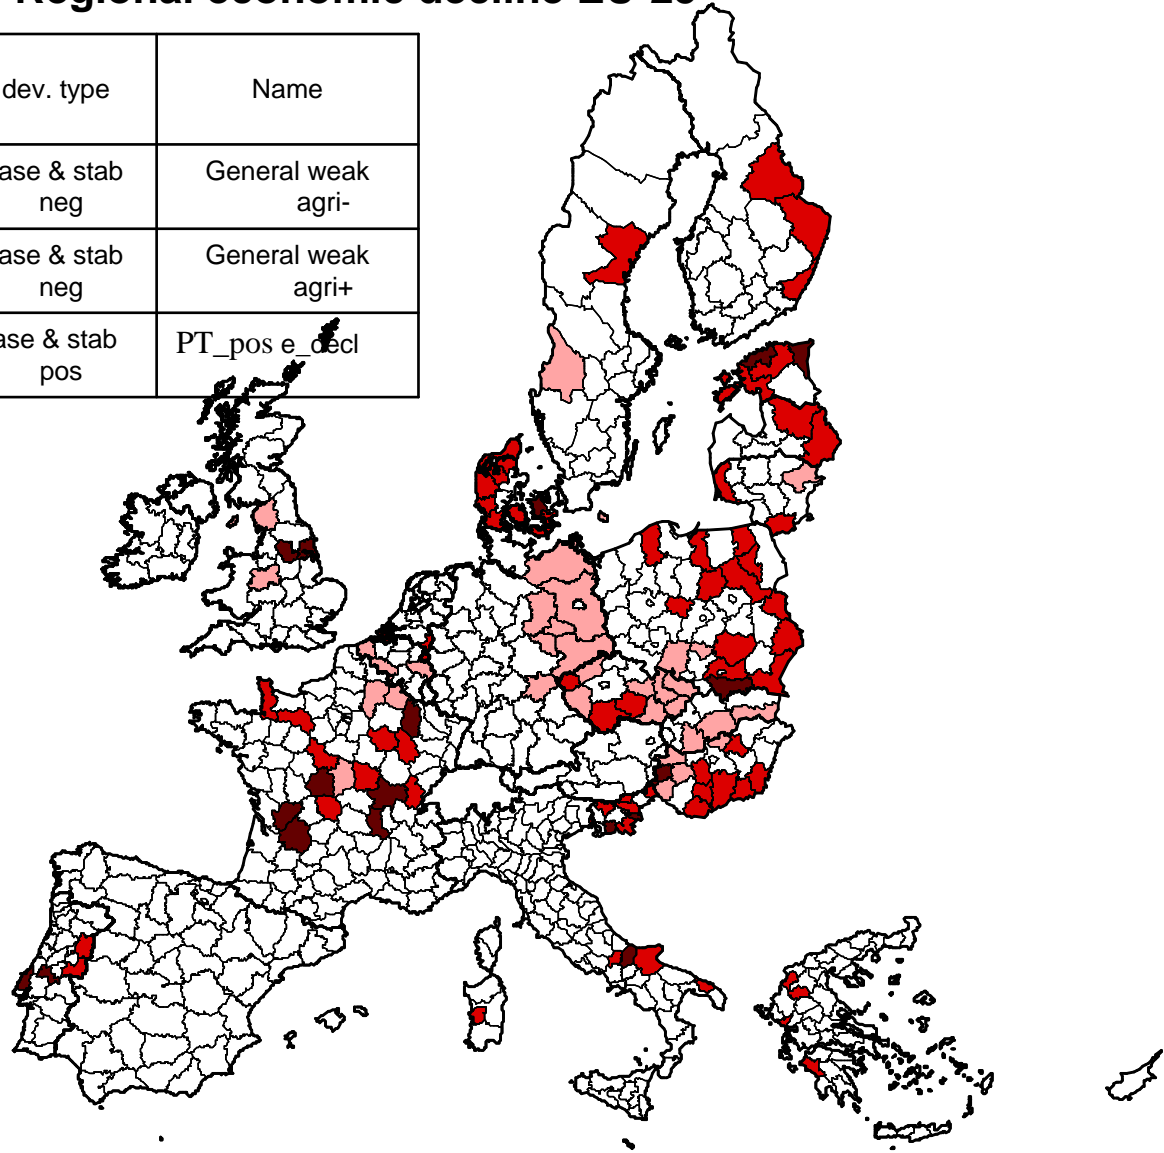 Regional economic decline EU-25
dev. type Name
ase & stab General weak
neg agri-
ase & stab General weak
neg agri+
ase & stab PT_pos e_decl
pos